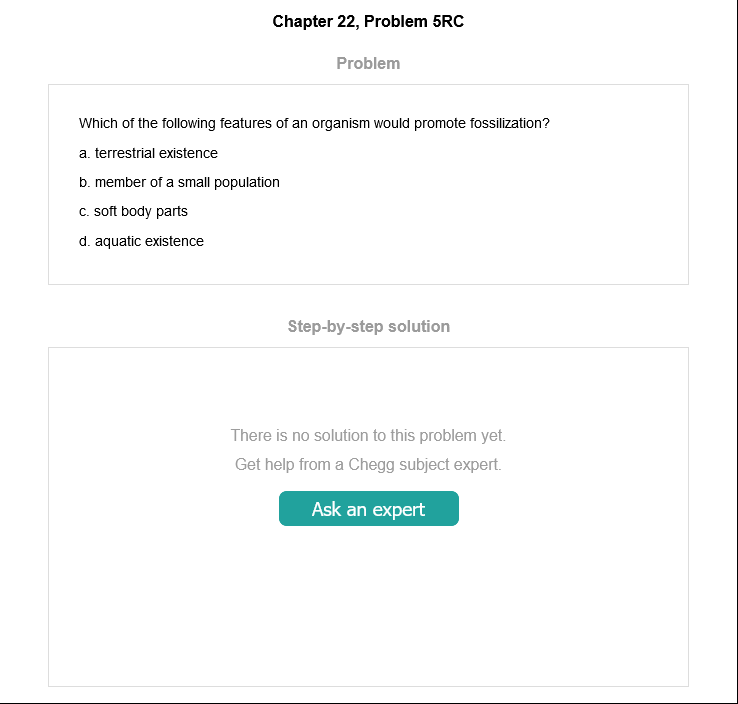 Chapter 22, Problem 5RC
Problem
Which of the following features of an organism would promote fossilization?
a. terrestrial existence
b. member of a small population
c. soft body parts
d. aquatic existence
Step-by-step solution
There is no solution to this problem yet.
Get help from a Chegg subject expert.
Ask an expert